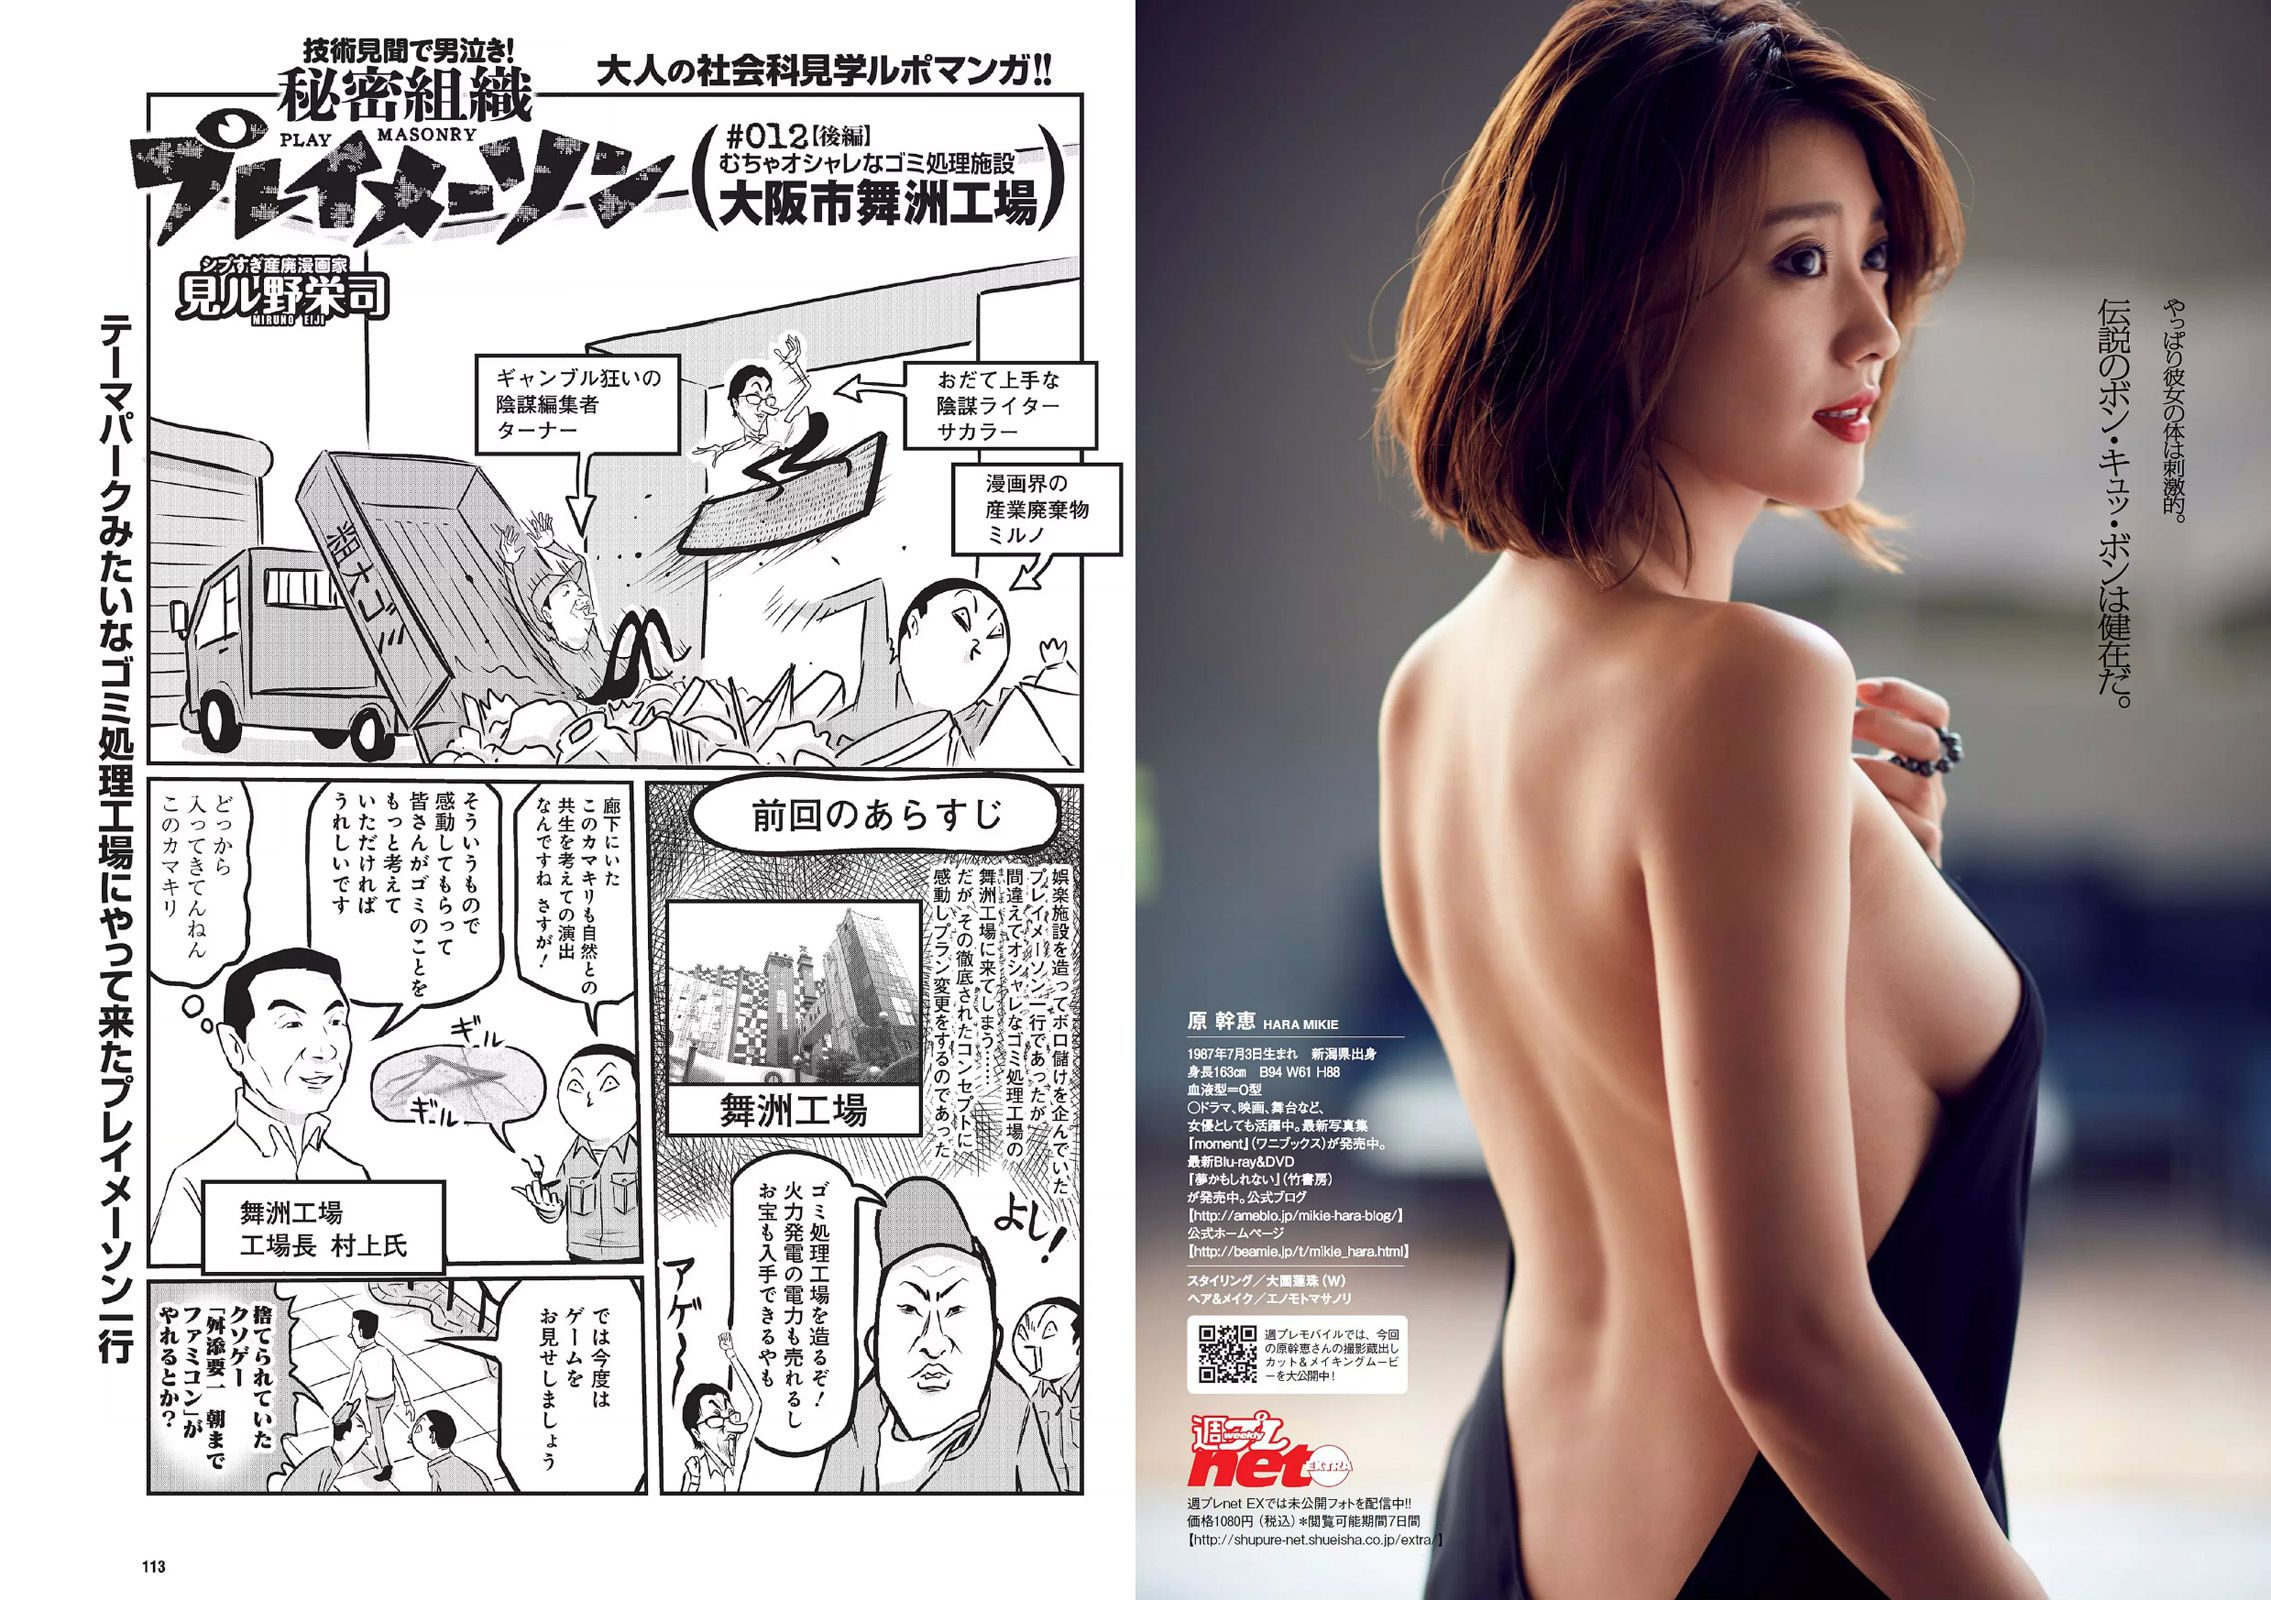 やっぱり彼女の体は刺激的。
伝説のボン・キュッ・ボンは健在だ。
原 幹恵 HARA MIKIE
1987年7月3日生まれ 新潟県出身
身長163cm B94 W61 H88
血液型=O型
○ドラマ、映画、舞台など、
女優としても活躍中。最新写真集
『moment』(ワニブックス)が発売中。
最新Blu-ray&DVD
『夢かもしれない』(竹書房)
が発売中。公式ブログ
【http://ameblo.jp/mikie-hara-blog/】
公式ホームページ
【http://beamie.jp/t/mikie_hara.html】
スタイリング/大園蓮珠(W)
ヘア&メイク/エノモトマサノリ
週プレモバイルでは、今回
の原幹恵さんの撮影蔵出し
カット&メイキングムービ
ーを大公開中!
週プレ
weekly
net EXTRA
週プレnet EXでは未公開フォトを配信中!!
価格1080円(税込)*閲覧可能期間7日間
【http://shupure-net.shueisha.co.jp/extra/】
技術見聞で男泣き!
秘密組織
PLAY MASONRY
プレイメーソン
大人の社会科見学ルポマンガ!!
#012【後編】
むちゃオシャレなゴミ処理施設
大阪市舞洲工場
シブすぎ産廃漫画家
見ル野栄司
MIRUNO EIJI
テーマパークみたいなゴミ処理工場にやって来たプレイメーソン一行
おだて上手な
陰謀ライター
サカラー
ギャンブル狂いの
陰謀編集者
ターナー
漫画界の
産業廃棄物
ミルノ
粗大ゴミ
前回のあらすじ
娯楽施設を造ってボロ儲けを企んでいた
プレイメーソン一行であったが、
間違えてオシャレなゴミ処理工場の
舞洲工場に来てしまう……
まいしま
だが、その徹底されたコンセプトに
感動しプラン変更をするのであった
舞洲工場
よし!
ゴミ処理工場を造るぞ!
火力発電の電力も売れるし
お宝も入手できるやも
アゲ〜
廊下にいた
このカマキリも自然との
共生を考えての演出
なんですね さすが!
そういうもので
感動してもらって
皆さんがゴミのことを
もっと考えて
いただければ
うれしいです
どっから
入ってきてんねん
このカマキリ
ギル
ギル
舞洲工場
工場長 村上氏
では今度は
ゲームを
お見せしましょう
捨てられていた
クソゲー
「舛添要一 朝まで
ファミコン」が
やれるとか?
113